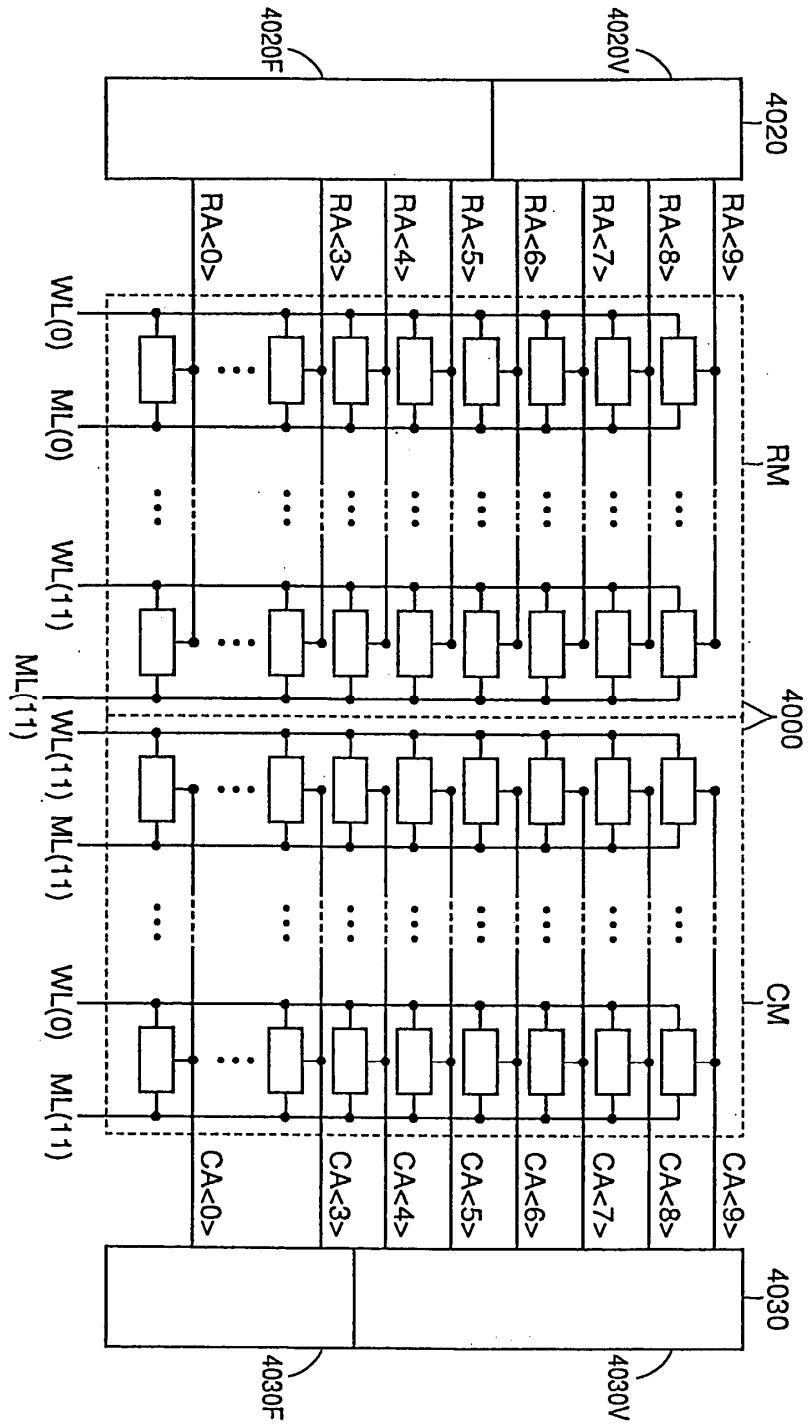 4020
RM
4000
CM
4030
RA<9>
CA<9>
RA<8>
CA<8>
4020V
4030V
RA<7>
CA<7>
RA<6>
CA<6>
RA<5>
CA<5>
RA<4>
CA<4>
RA<3>
CA<3>
4020F
4030F
RA<0>
CA<0>
WL(0)
ML(0)
WL(11)
ML(11)
WL(11)
ML(11)
WL(0)
ML(11)